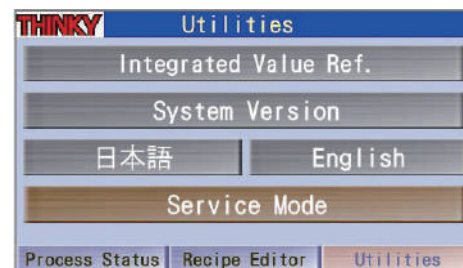 THINKY Utilities
Integrated Value Ref.
System Version
日本語 English
Service Mode
Process Status Recipe Editor Utilities